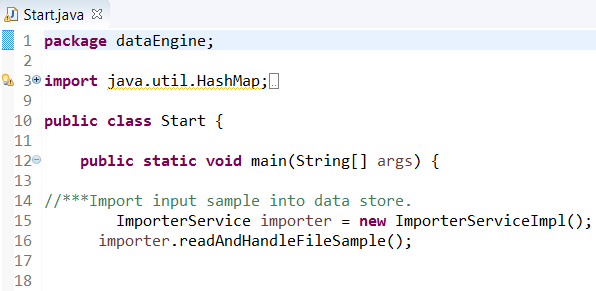 Start.java
1 package dataEngine;
2
3 import java.util.HashMap;
9
10 public class Start {
11
12 public static void main(String[] args) {
13
14 //***Import input sample into data store.
15 ImporterService importer = new ImporterServiceImpl();
16 importer.readAndHandleFileSample();
17
18